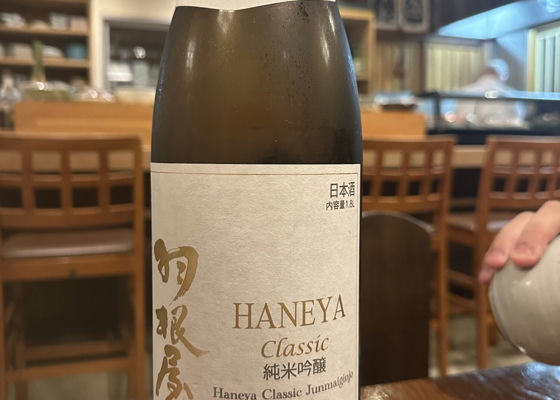 日本酒
内容量1.8L
羽根屋
HANEYA
Classic
純米吟醸
Haneya Classic Junmaiginjo